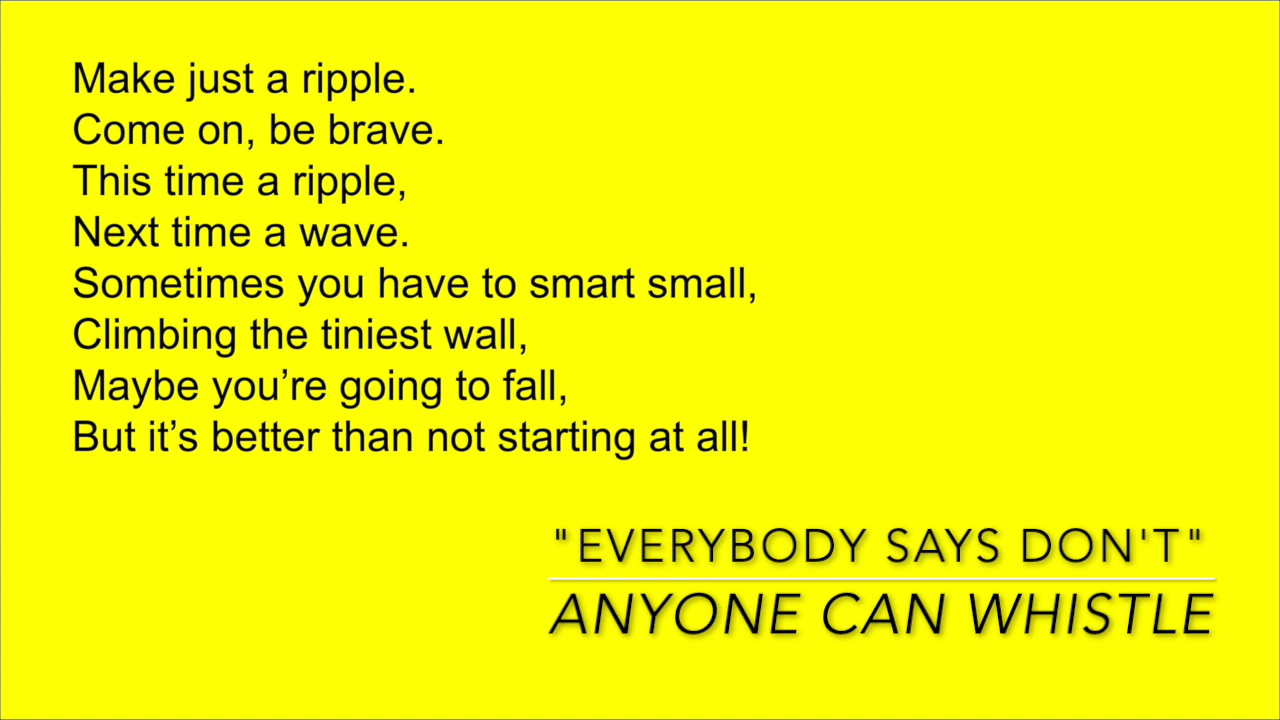 Make just a ripple.
Come on, be brave.
This time a ripple,
Next time a wave.
Sometimes you have to smart small,
Climbing the tiniest wall,
Maybe you’re going to fall,
But it’s better than not starting at all!
"EVERYBODY SAYS DON'T"
ANYONE CAN WHISTLE